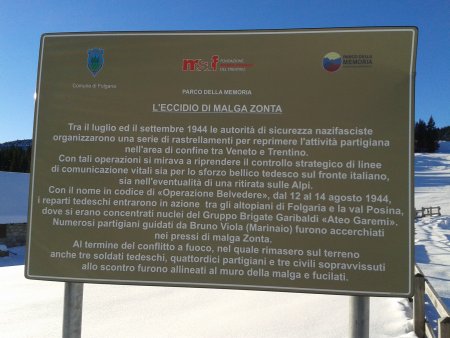 Comune di Folgaria
FONDAZIONE
DEL TRENTINO
PARCO DELLA
MEMORIA
PARCO DELLA MEMORIA
L'ECCIDIO DI MALGA ZONTA
Tra il luglio ed il settembre 1944 le autorità di sicurezza nazifasciste
organizzarono una serie di rastrellamenti per reprimere l'attività partigiana
nell'area di confine tra Veneto e Trentino.
Con tali operazioni si mirava a riprendere il controllo strategico di linee
di comunicazione vitali sia per lo sforzo bellico tedesco sul fronte italiano,
sia nell'eventualità di una ritirata sulle Alpi.
Con il nome in codice di «Operazione Belvedere», dal 12 al 14 agosto 1944,
i reparti tedeschi entrarono in azione tra gli altopiani di Folgaria e la val Posina,
dove si erano concentrati nuclei del Gruppo Brigate Garibaldi «Ateo Garemi».
Numerosi partigiani guidati da Bruno Viola (Marinaio) furono accerchiati
nei pressi di malga Zonta.
Al termine del conflitto a fuoco, nel quale rimasero sul terreno
anche tre soldati tedeschi, quattordici partigiani e tre civili sopravvissuti
allo scontro furono allineati al muro della malga e fucilati.